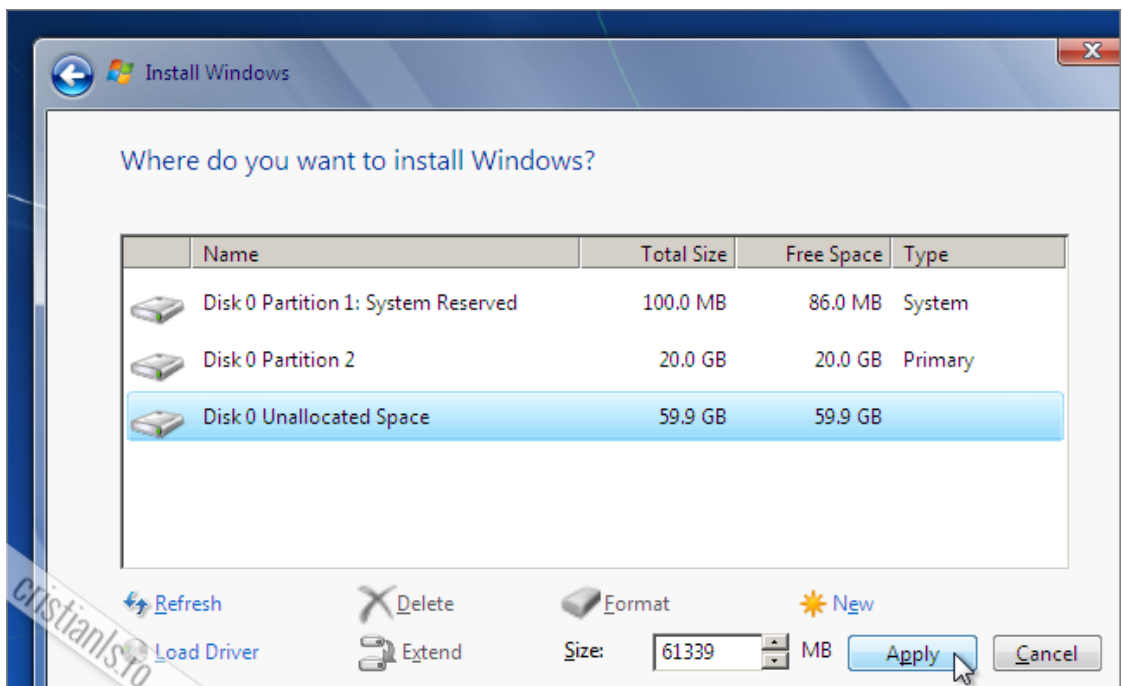 Install Windows
Where do you want to install Windows?
Name Total Size Free Space Type
Disk 0 Partition 1: System Reserved 100.0 MB 86.0 MB System
Disk 0 Partition 2 20.0 GB 20.0 GB Primary
Disk 0 Unallocated Space 59.9 GB 59.9 GB
Refresh Delete Format New
Load Driver Extend Size: 61339 MB Apply Cancel
cristianls.ro